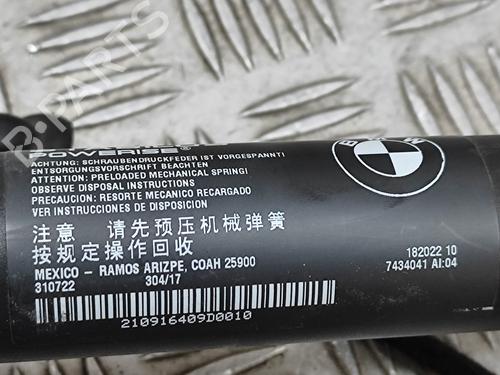 POWERISE
ACHTUNG: SCHRAUBENDRUCKFEDER IST VORGESPANNT!
ENTSORGUNGSVORSCHRIFT BEACHTEN
ATTENTION: PRELOADED MECHANICAL SPRING!
OBSERVE DISPOSAL INSTRUCTIONS
PRECAUCION: RESORTE MECANICO RECARGADO
VER INSTRUCCIONES DE DISPOSICION
注意 请先预压机械弹簧
按规定操作回收
MEXICO - RAMOS ARIZPE, COAH 25900
310722 304/17
210916409D0010
BMW
182022 10
7434041 AI:04
B-PARTS